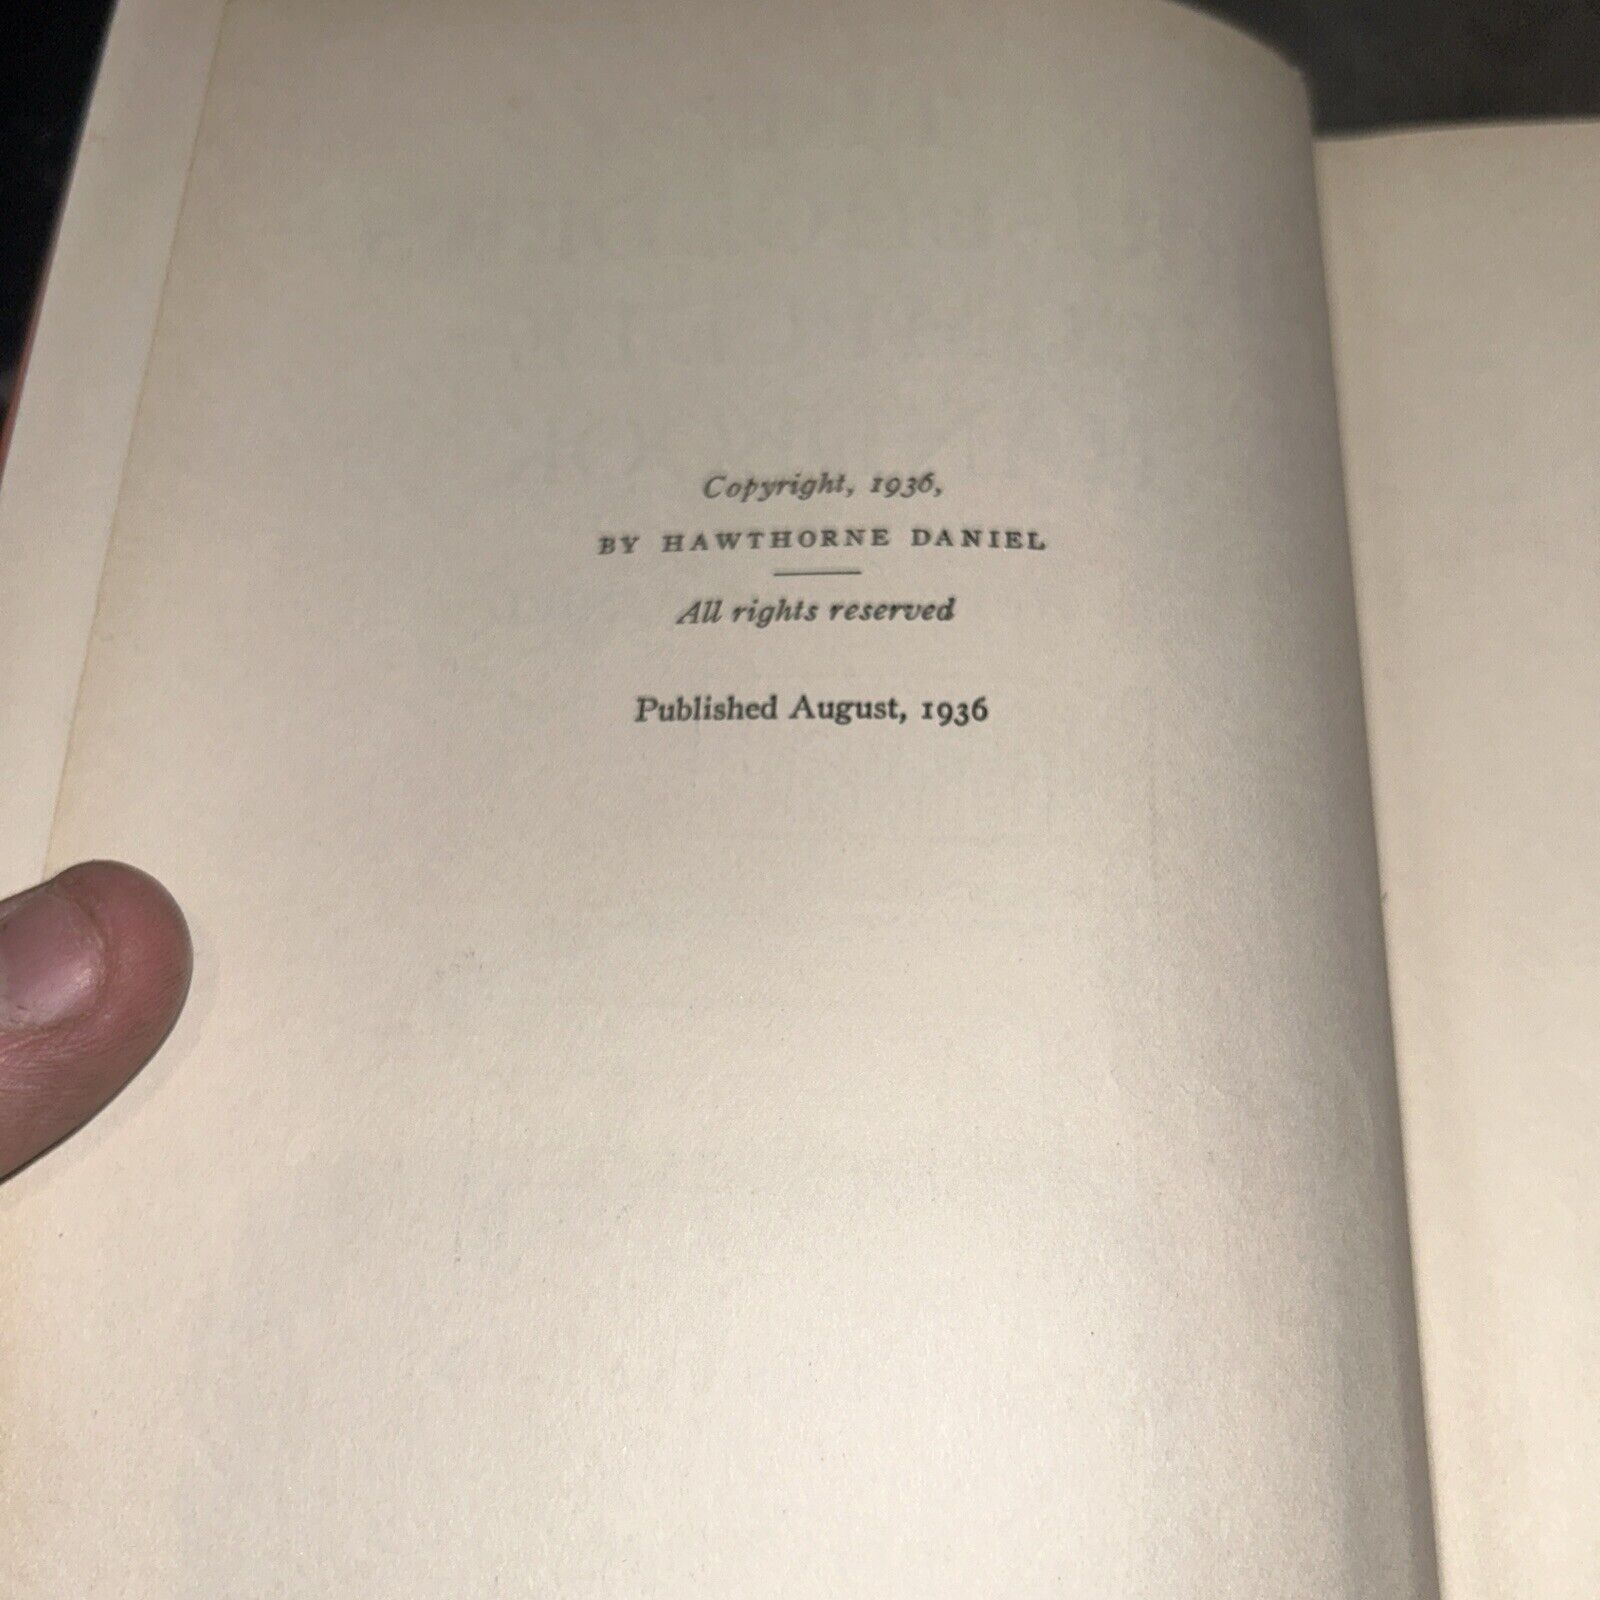 Copyright, 1936,
BY HAWTHORNE DANIEL
All rights reserved
Published August, 1936